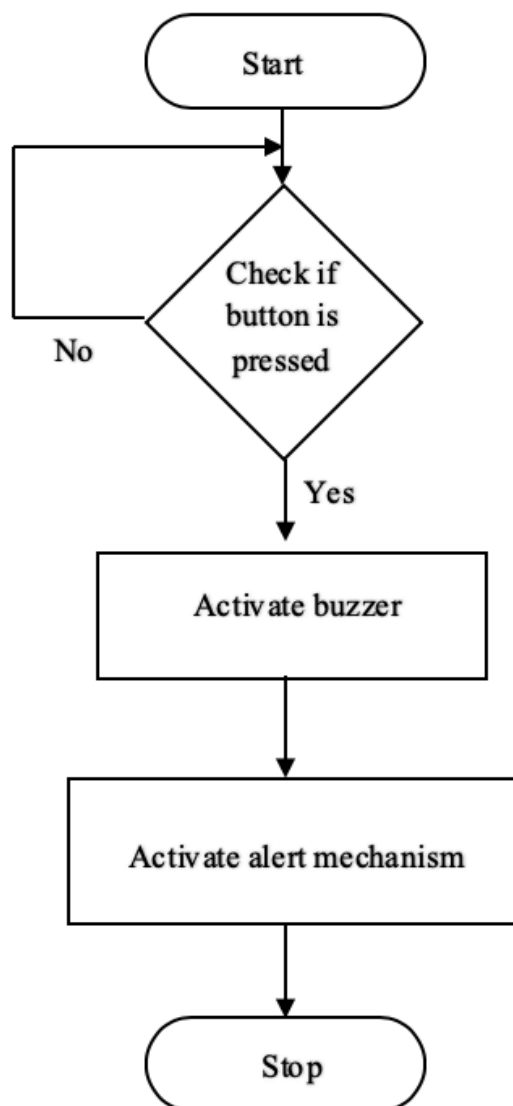 Start
Check if
button is
pressed
No
Yes
Activate buzzer
Activate alert mechanism
Stop